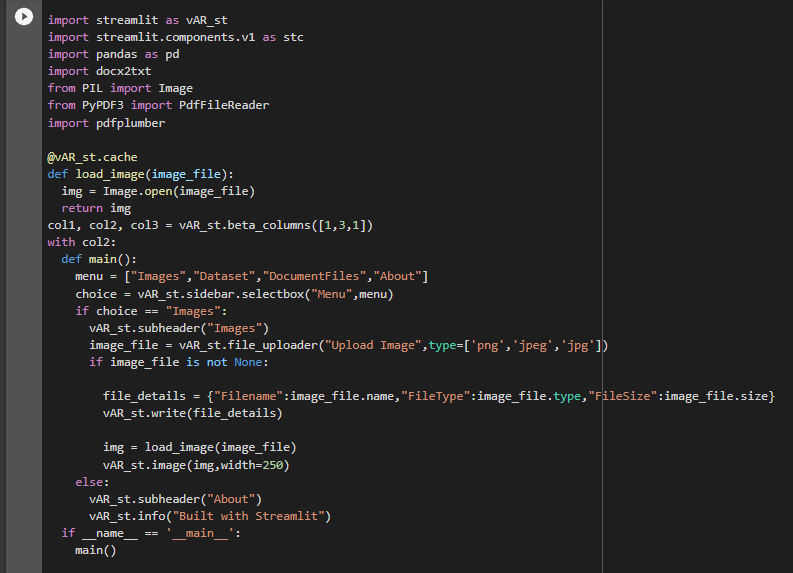 import streamlit as vAR_st
import streamlit.components.v1 as stc
import pandas as pd
import docx2txt
from PIL import Image
from PyPDF3 import PdfFileReader
import pdfplumber

@vAR_st.cache
def load_image(image_file):
  img = Image.open(image_file)
  return img
col1, col2, col3 = vAR_st.beta_columns([1,3,1])
with col2:
  def main():
    menu = ["Images","Dataset","DocumentFiles","About"]
    choice = vAR_st.sidebar.selectbox("Menu",menu)
    if choice == "Images":
      vAR_st.subheader("Images")
      image_file = vAR_st.file_uploader("Upload Image",type=['png','jpeg','jpg'])
      if image_file is not None:

        file_details = {"Filename":image_file.name,"FileType":image_file.type,"FileSize":image_file.size}
        vAR_st.write(file_details)

        img = load_image(image_file)
        vAR_st.image(img,width=250)
    else:
      vAR_st.subheader("About")
      vAR_st.info("Built with Streamlit")
  if __name__ == '__main__':
    main()